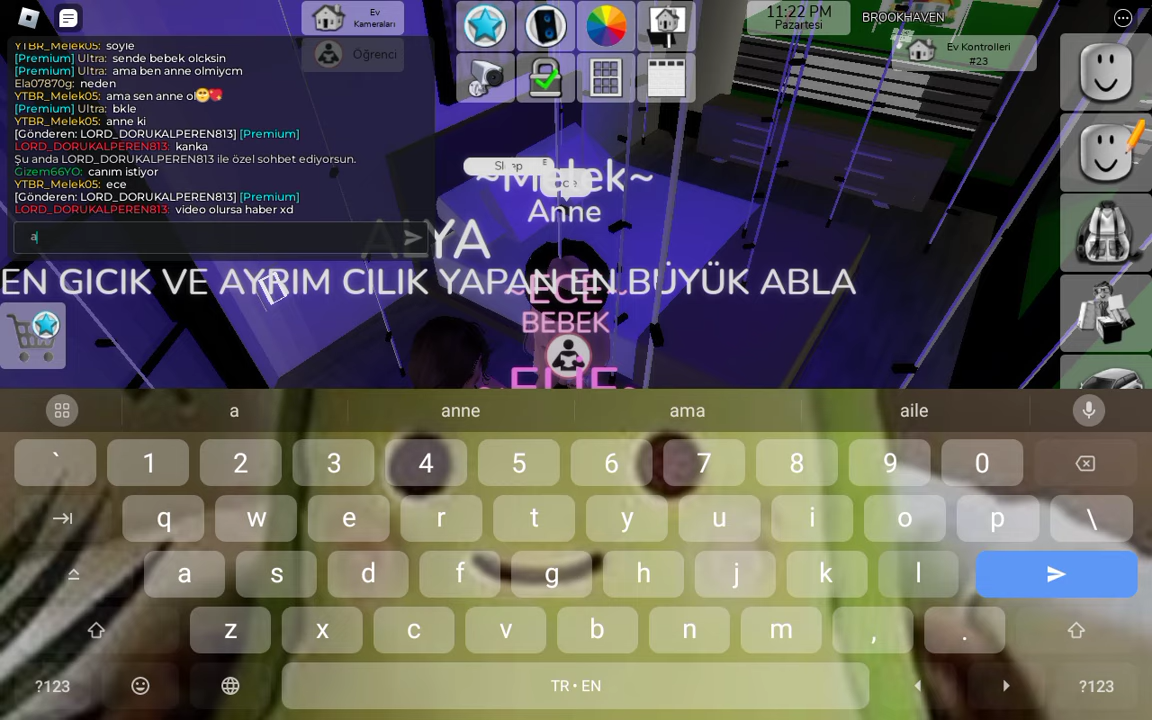 YTBR_Melek05: söyle
[Premium] Ultra: sende bebek olcksin
[Premium] Ultra: ama ben anne olmiycm
Ela07870g: neden
YTBR_Melek05: ama sen anne ol🥺💖
[Premium] Ultra: bkle
YTBR_Melek05: anne ki
[Gönderen: LORD_DORUKALPEREN813] [Premium]
LORD_DORUKALPEREN813: kanka
Şu anda LORD_DORUKALPEREN813 ile özel sohbet ediyorsun.
Gizem66YO: canım istiyor
YTBR_Melek05: ece
[Gönderen: LORD_DORUKALPEREN813] [Premium]
LORD_DORUKALPEREN813: video olursa haber xd
a
Ev Kameraları
Öğrenci
11:22 PM
Pazartesi
BROOKHAVEN
Ev Kontrolleri
#23
~Melek~
Anne
EN GICIK VE AYRIM CILIK YAPAN EN BÜYÜK ABLA
~ECE~
BEBEK
a anne ama aile
` 1 2 3 4 5 6 7 8 9 0
q w e r t y u i o p \
a s d f g h j k l
z x c v b n m , .
?123 TR • EN ?123